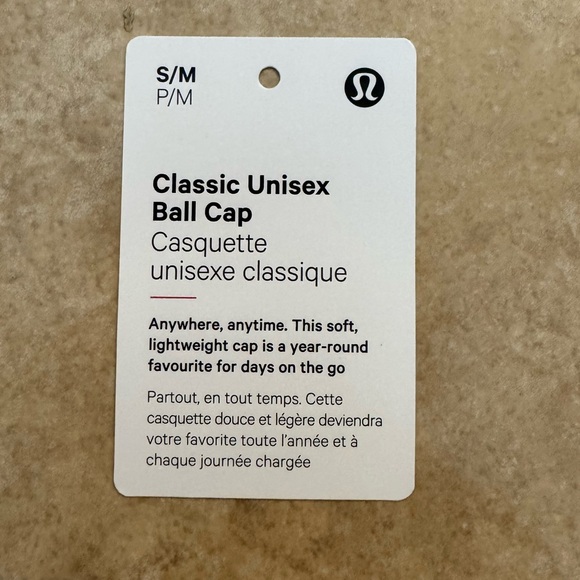 S/M
P/M
Classic Unisex
Ball Cap
Casquette
unisexe classique
Anywhere, anytime. This soft,
lightweight cap is a year-round
favourite for days on the go
Partout, en tout temps. Cette
casquette douce et légère deviendra
votre favorite toute l'année et à
chaque journée chargée